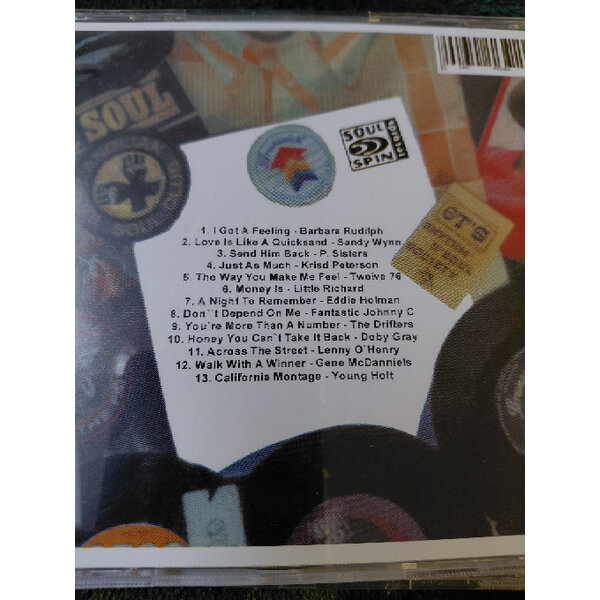 SOUL
SOUL
SPIN
GT'S
RHYTHM
& SOUL
SOCIETY
1. I Got A Feeling - Barbara Rudilph
2. Love Is Like A Quicksand - Sandy Wynn
3. Send Him Back - P. Sisters
4. Just As Much - Krisd Peterson
5. The Way You Make Me Feel - Twelve 76
6. Money Is - Little Richard
7. A Night To Remember - Eddie Holman
8. Don``t Depend On Me - Fantastic Johnny C
9. You`re More Than A Number - The Drifters
10. Honey You Can`t Take It Back - Doby Gray
11. Across The Street - Lenny O`Henry
12. Walk With A Winner - Gene McDanniels
13. California Montage - Young Holt